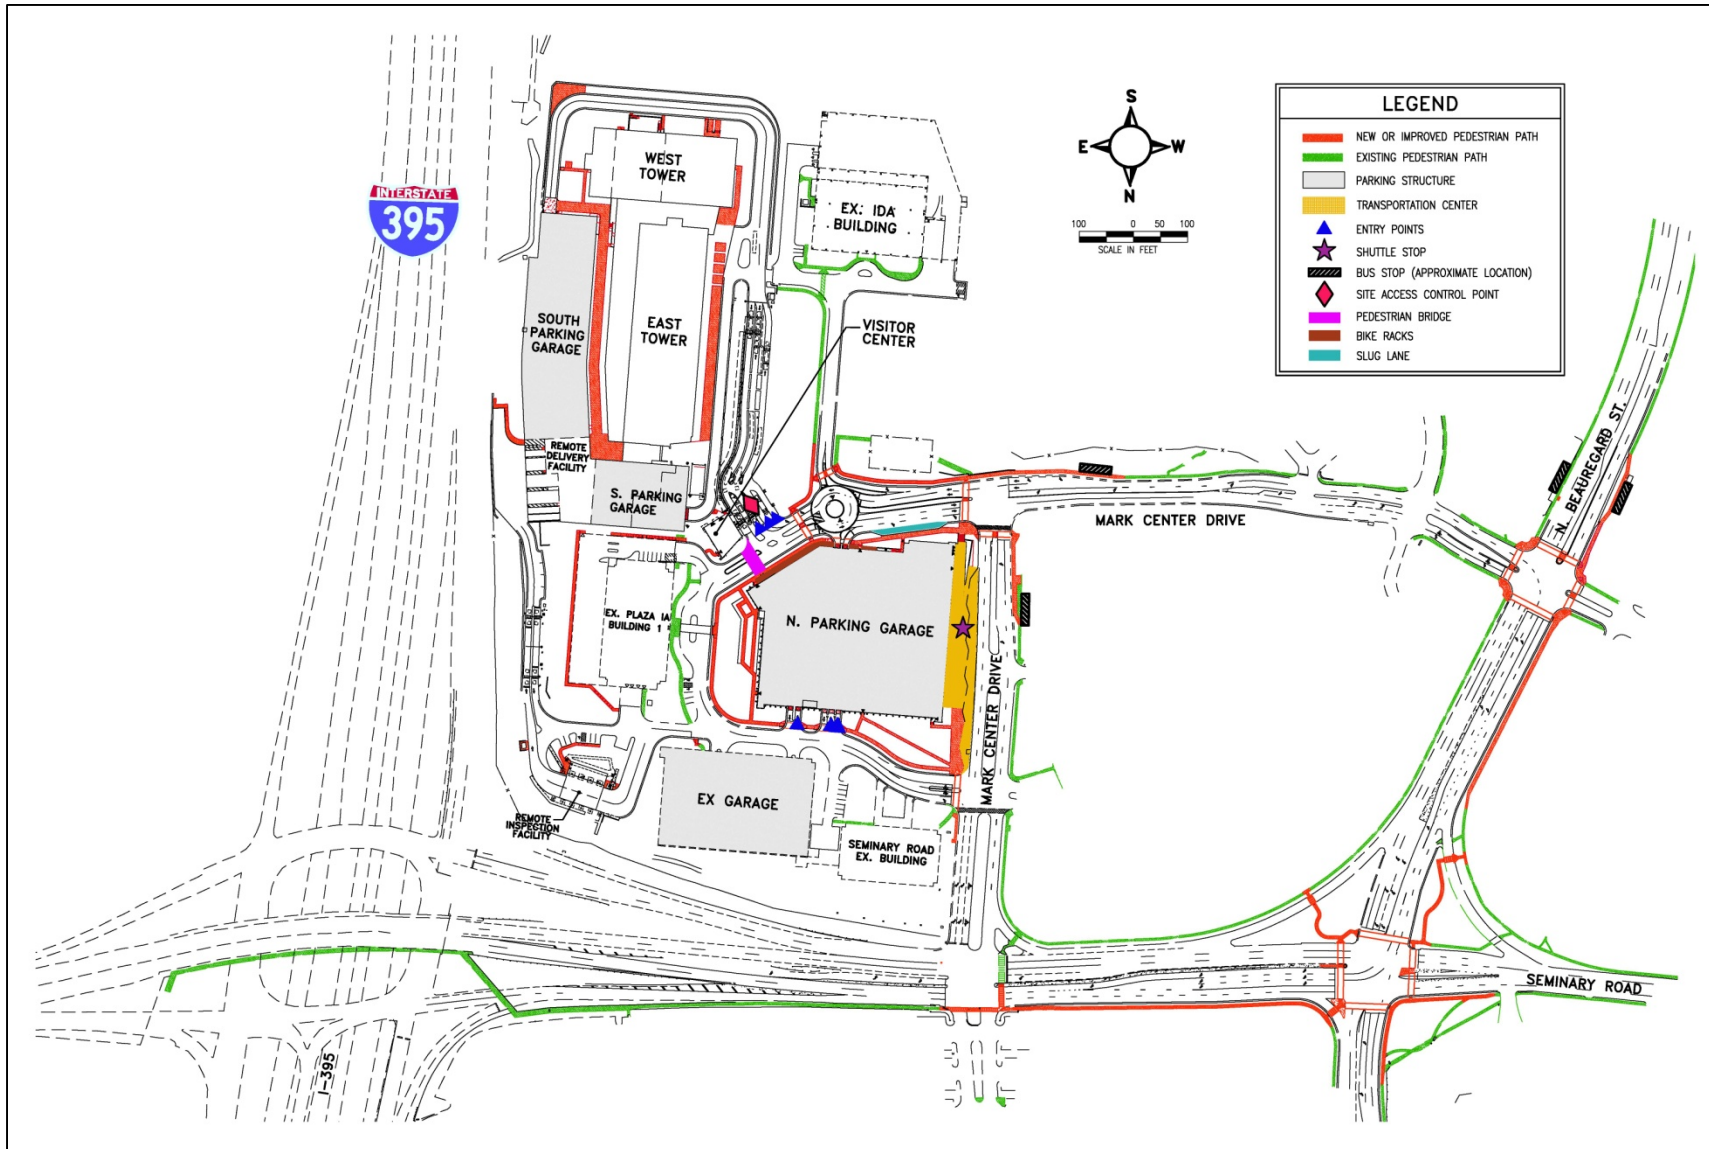 S
E
W
N
100
50
0
50
100
SCALE IN FEET
LEGEND
NEW OR IMPROVED PEDESTRIAN PATH
EXISTING PEDESTRIAN PATH
PARKING STRUCTURE
TRANSPORTATION CENTER
ENTRY POINTS
SHUTTLE STOP
BUS STOP (APPROXIMATE LOCATION)
SITE ACCESS CONTROL POINT
PEDESTRIAN BRIDGE
BIKE RACKS
SLUG LANE
INTERSTATE
395
WEST
TOWER
EX. IDA
BUILDING
SOUTH
PARKING
GARAGE
EAST
TOWER
VISITOR
CENTER
REMOTE
DELIVERY
FACILITY
S. PARKING
GARAGE
MARK CENTER DRIVE
N. BEAUREGARD ST.
EX. PLAZA IA
BUILDING 1
N. PARKING GARAGE
MARK CENTER DRIVE
EX GARAGE
REMOTE
INSPECTION
FACILITY
SEMINARY ROAD
EX. BUILDING
SEMINARY ROAD
I-395